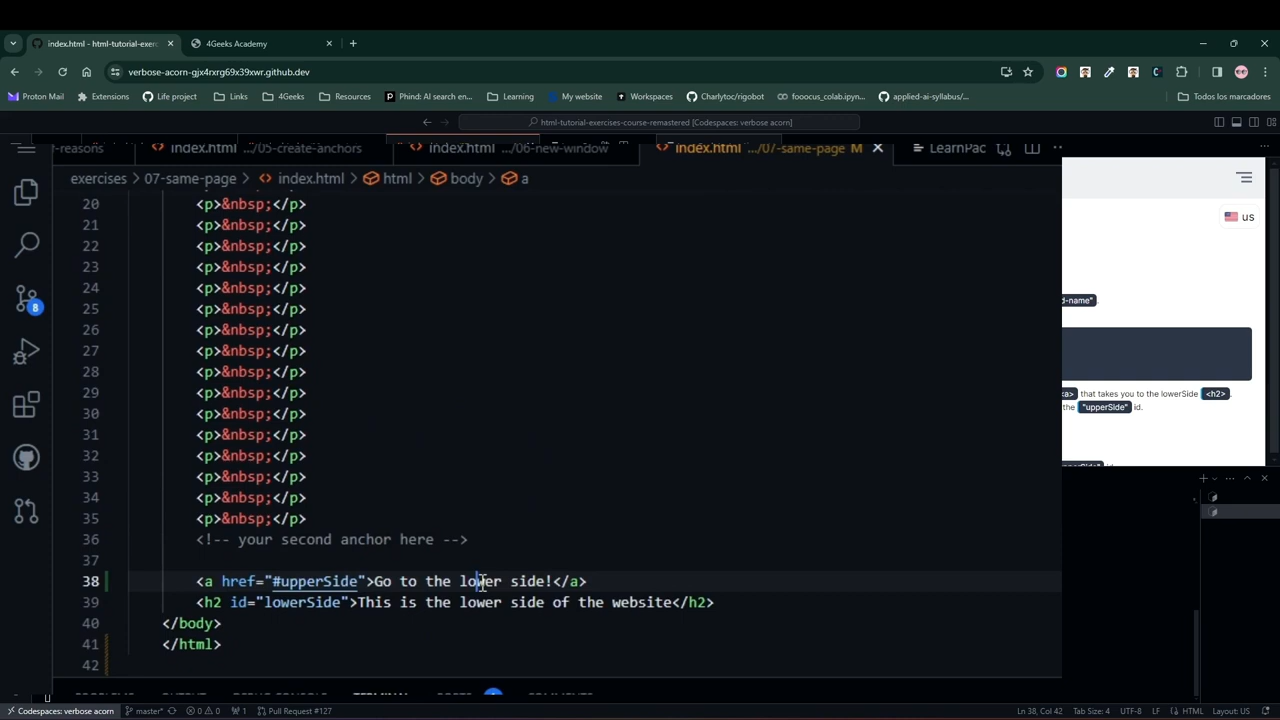 index.html - html-tutorial-exerc
4Geeks Academy
verbose-acorn-gjx4rxrg69x39xwr.github.dev
Proton Mail
Extensions
Life project
Links
4Geeks
Resources
Phind: AI search en...
Learning
My website
Workspaces
Charlytoc/rigobot
fooocus_colab.ipyn...
applied-ai-syllabus/...
Todos los marcadores
html-tutorial-exercises-course-remastered [Codespaces: verbose acorn]
-reasons
index.html .../05-create-anchors
index.html .../06-new-window
index.html .../07-same-page M
LearnPac
exercises > 07-same-page > index.html > html > body > a
20 <p>&nbsp;</p>
21 <p>&nbsp;</p>
22 <p>&nbsp;</p>
23 <p>&nbsp;</p>
24 <p>&nbsp;</p>
25 <p>&nbsp;</p>
26 <p>&nbsp;</p>
27 <p>&nbsp;</p>
28 <p>&nbsp;</p>
29 <p>&nbsp;</p>
30 <p>&nbsp;</p>
31 <p>&nbsp;</p>
32 <p>&nbsp;</p>
33 <p>&nbsp;</p>
34 <p>&nbsp;</p>
35 <p>&nbsp;</p>
36 <!-- your second anchor here -->
37
38 <a href="#upperSide">Go to the lower side!</a>
39 <h2 id="lowerSide">This is the lower side of the website</h2>
40 </body>
41 </html>
42
8
us
d-name".
<a> that takes you to the lowerSide <h2>.
the "upperSide" id.
Codespaces: verbose acorn
master*
0 0
1
Pull Request #127
Ln 38, Col 42
Tab Size: 4
UTF-8
LF
HTML
Layout: US